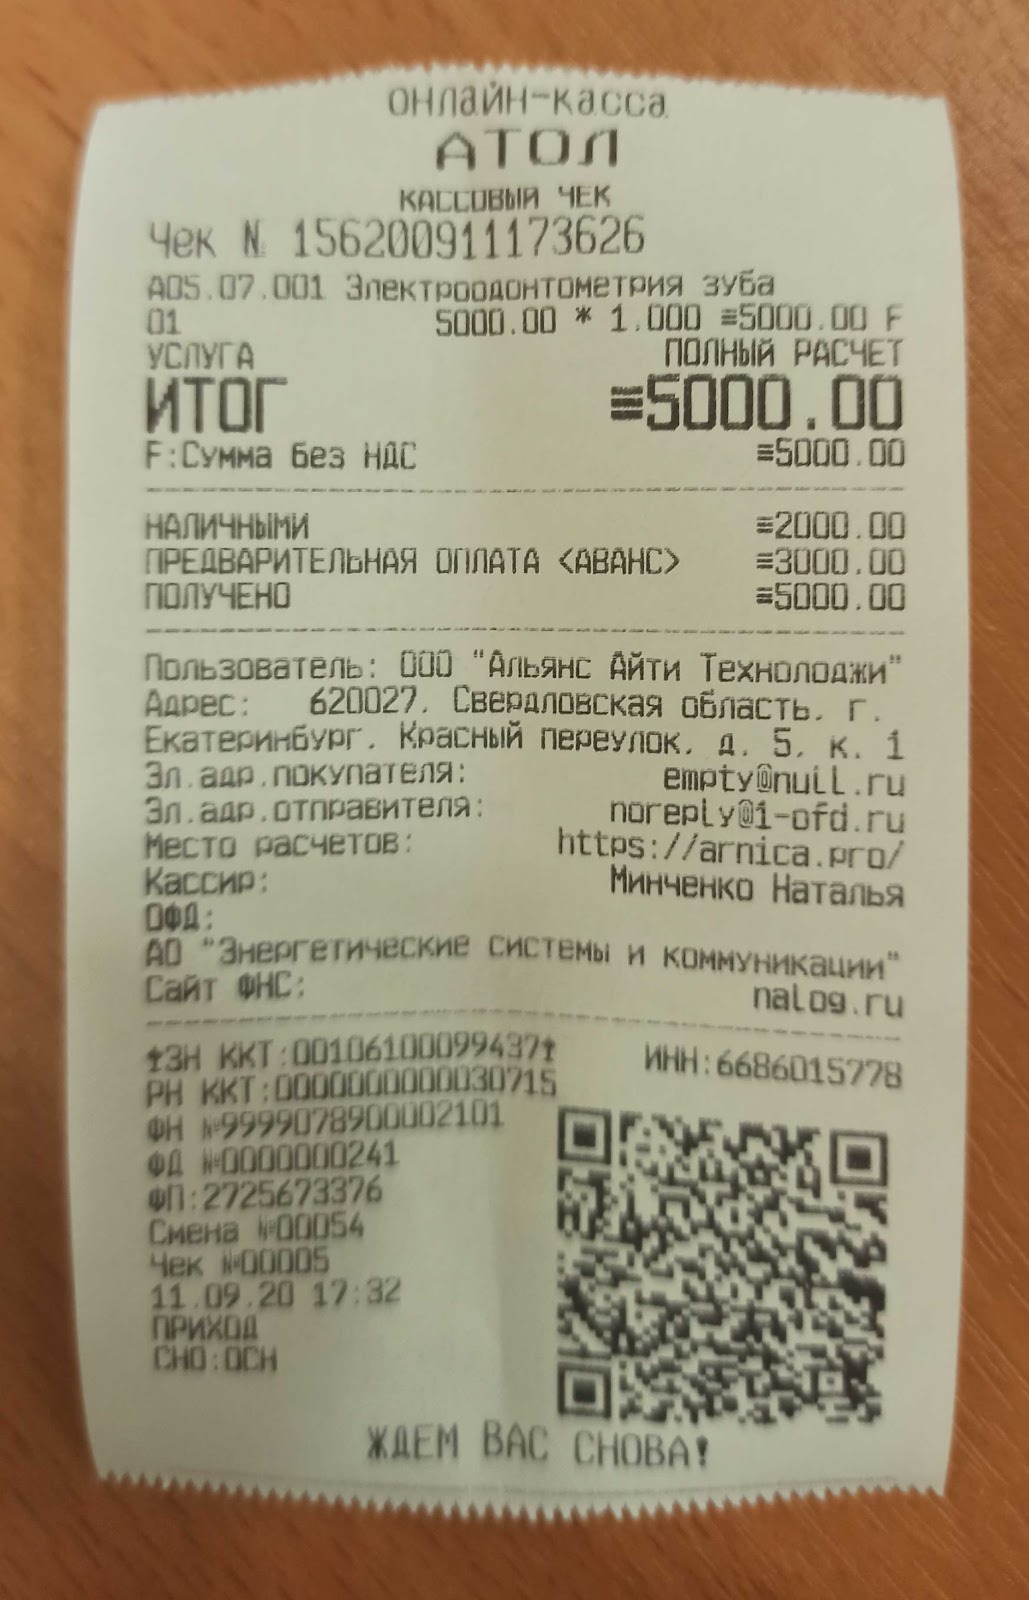 ОНЛАЙН-касса
АТОЛ
КАССОВЫЙ ЧЕК
Чек № 156200911173626
А05.07.001 Электроодонтометрия зуба
01 5000.00 * 1.000 ≡5000.00 F
УСЛУГА ПОЛНЫЙ РАСЧЕТ
ИТОГ ≡5000.00
F:Сумма без НДС ≡5000.00
НАЛИЧНЫМИ ≡2000.00
ПРЕДВАРИТЕЛЬНАЯ ОПЛАТА <АВАНС> ≡3000.00
ПОЛУЧЕНО ≡5000.00
Пользователь: ООО "Альянс Айти Технолоджи"
Адрес: 620027, Свердловская область, г.
Екатеринбург, Красный переулок, д. 5, к. 1
Эл.адр.покупателя: empty@null.ru
Эл.адр.отправителя: noreply@1-ofd.ru
Место расчетов: https://arnica.pro/
Кассир: Минченко Наталья
ОФД:
АО "Энергетические системы и коммуникации"
Сайт ФНС: nalog.ru
☥ЗН ККТ:00106100099437☥ ИНН:6686015778
РН ККТ:0000000000030715
ФН №9999078900002101
ФД №0000000241
ФП:2725673376
Смена №00054
Чек №00005
11.09.20 17:32
ПРИХОД
СНО:ОСН
ЖДЕМ ВАС СНОВА!